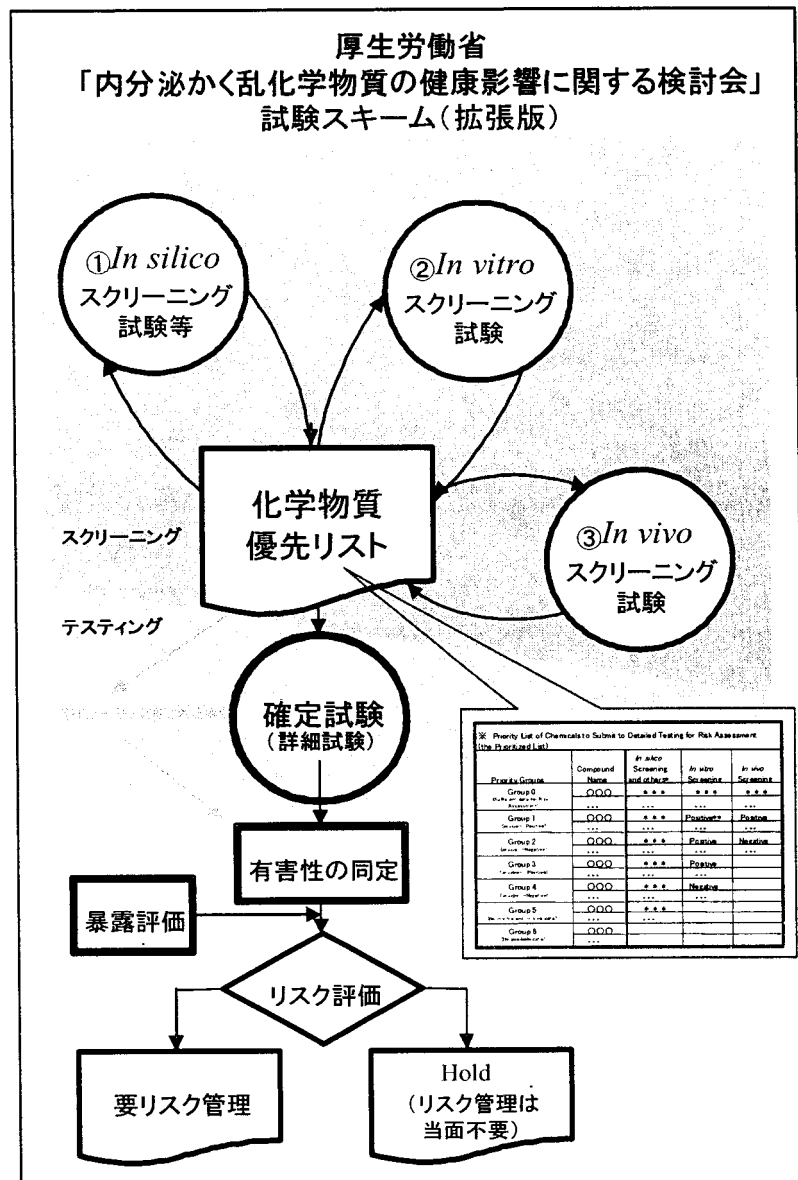 厚生労働省
「内分泌かく乱化学物質の健康影響に関する検討会」
試験スキーム(拡張版)
①In silico
スクリーニング
試験等
②In vitro
スクリーニング
試験
化学物質
優先リスト
③In vivo
スクリーニング
試験
スクリーニング
テスティング
確定試験
(詳細試験)
※ Priority List of Chemicals to Submit to Detailed Testing for Risk Assessment
(the Prioritized List)
Priority Groups
Compound
Name
In silico
Screening
and others*
In vitro
Screening
In vivo
Screening
Group 0 ○○○ * * * * * * * * *
Group 1 ○○○ * * * Positive** Positive
Group 2 ○○○ * * * Positive Negative
Group 3 ○○○ * * * Positive
Group 4 ○○○ * * * Negative
Group 5 ○○○ * * *
Group 6 ○○○
有害性の同定
暴露評価
リスク評価
要リスク管理
Hold
(リスク管理は
当面不要)